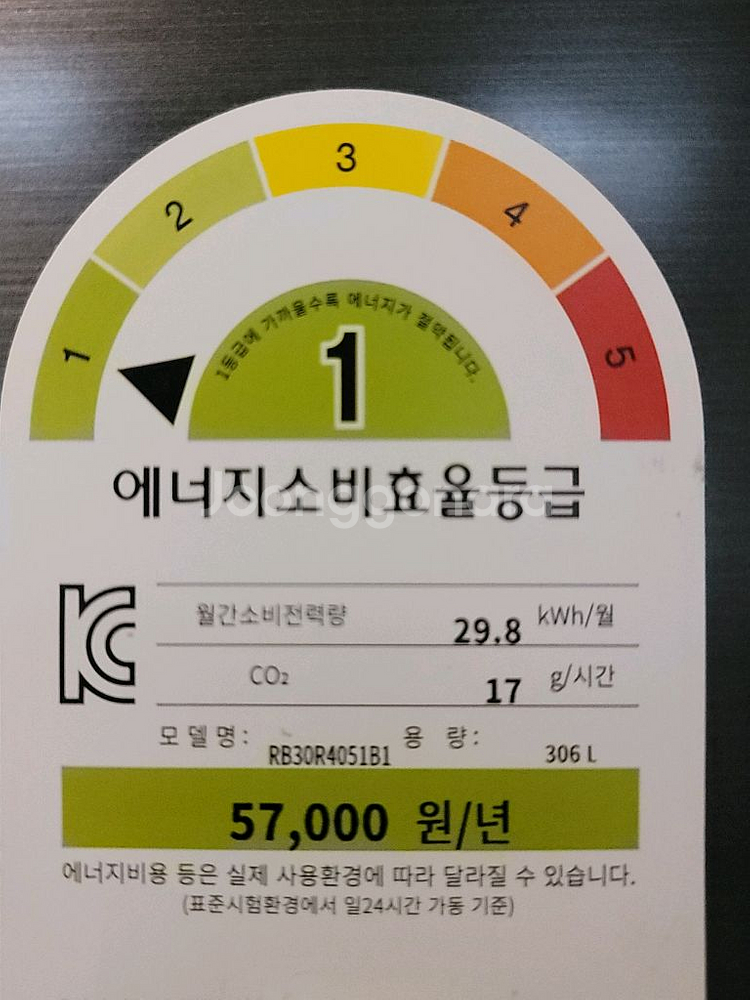 1 2 3 4 5
1등급에 가까울수록 에너지가 절약됩니다.
1
에너지소비효율등급
Joonggonara
월간소비전력량 29.8 kWh/월
CO₂ 17 g/시간
모델명: RB30R4051B1 용 량: 306 L
57,000 원/년
에너지비용 등은 실제 사용환경에 따라 달라질 수 있습니다.
(표준시험환경에서 일24시간 가동 기준)